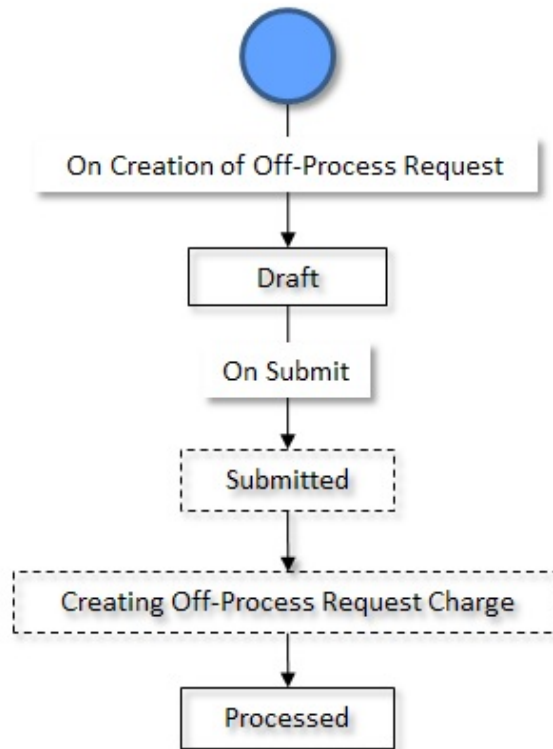 On Creation of Off-Process Request
Draft
On Submit
Submitted
Creating Off-Process Request Charge
Processed